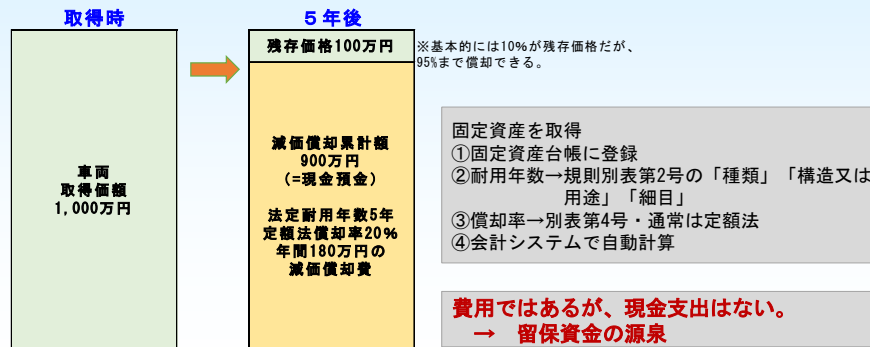 取得時
５年後
車両
取得価額
1,000万円
残存価格100万円
※基本的には10%が残存価格だが、
95%まで償却できる。
減価償却累計額
900万円
(=現金預金)
法定耐用年数5年
定額法償却率20%
年間180万円の
減価償却費
固定資産を取得
①固定資産台帳に登録
②耐用年数→規則別表第2号の「種類」「構造又は
用途」「細目」
③償却率→別表第4号・通常は定額法
④会計システムで自動計算
費用ではあるが、現金支出はない。
→　留保資金の源泉